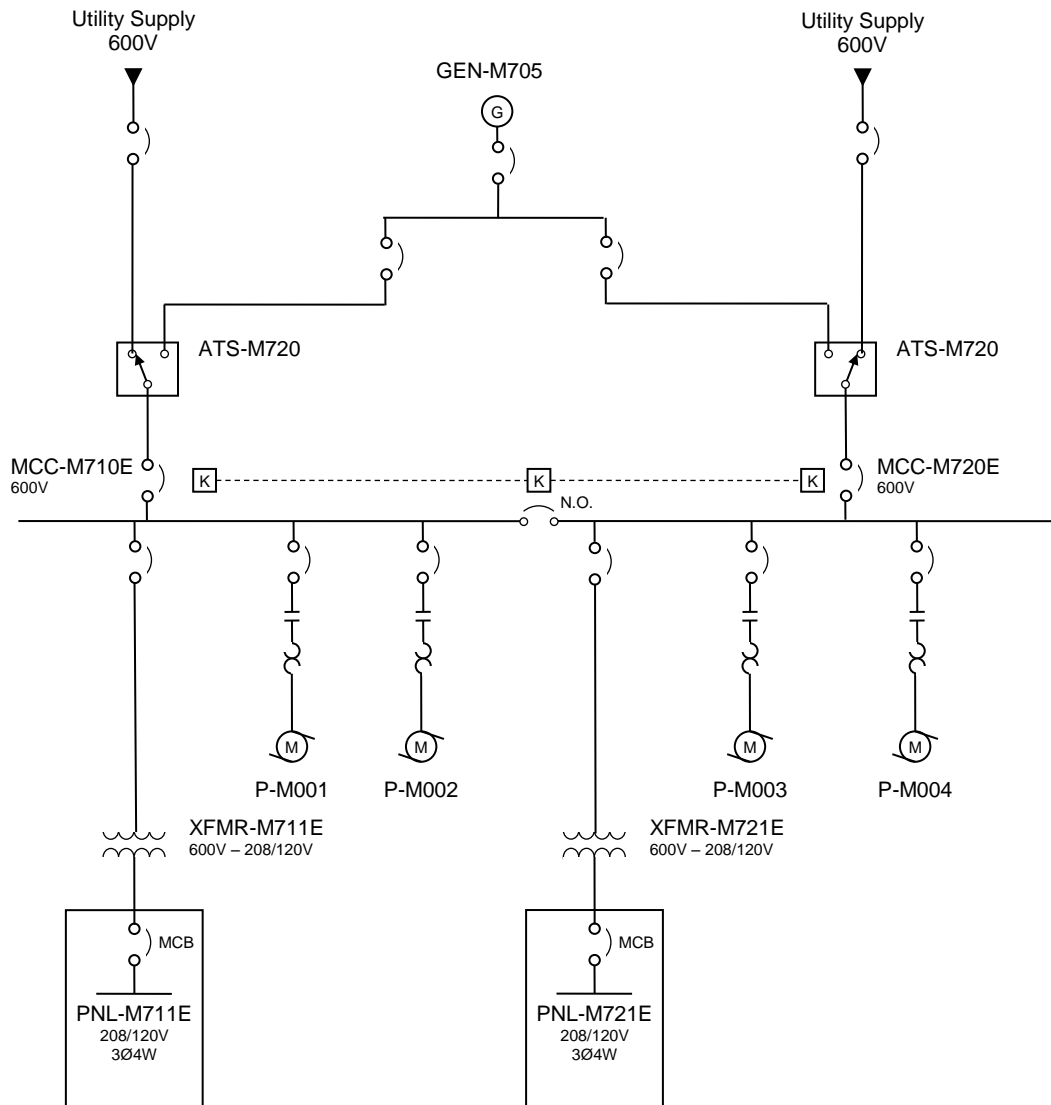 Utility Supply
600V
Utility Supply
600V
GEN-M705
G
ATS-M720
ATS-M720
MCC-M710E
600V
K
K
K
MCC-M720E
600V
N.O.
M
M
M
M
P-M001
P-M002
P-M003
P-M004
XFMR-M711E
600V – 208/120V
XFMR-M721E
600V – 208/120V
MCB
PNL-M711E
208/120V
3Ø4W
MCB
PNL-M721E
208/120V
3Ø4W